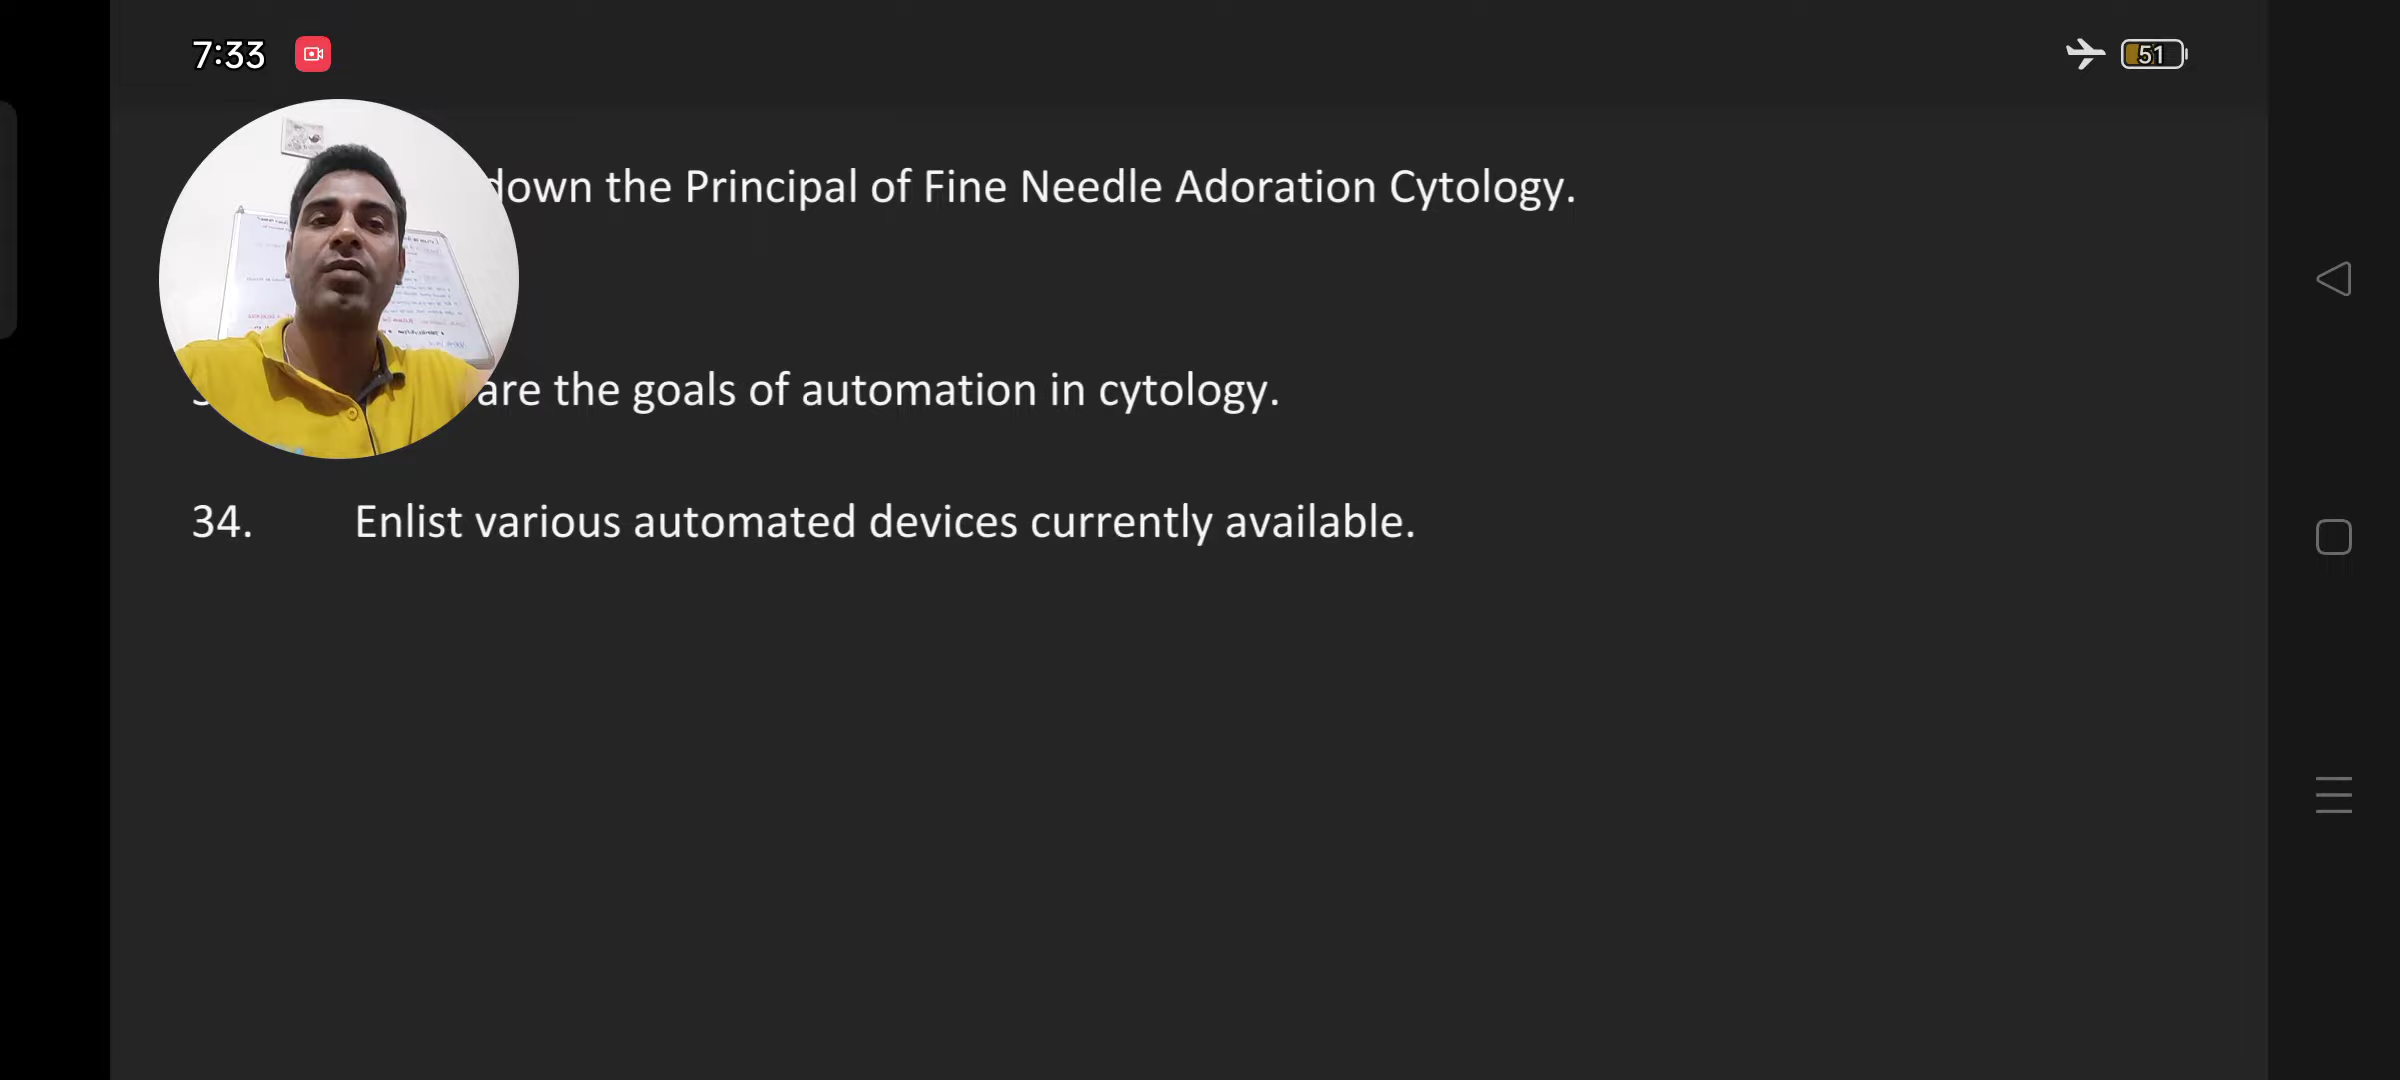 7:33
51
down the Principal of Fine Needle Adoration Cytology.
are the goals of automation in cytology.
34. Enlist various automated devices currently available.